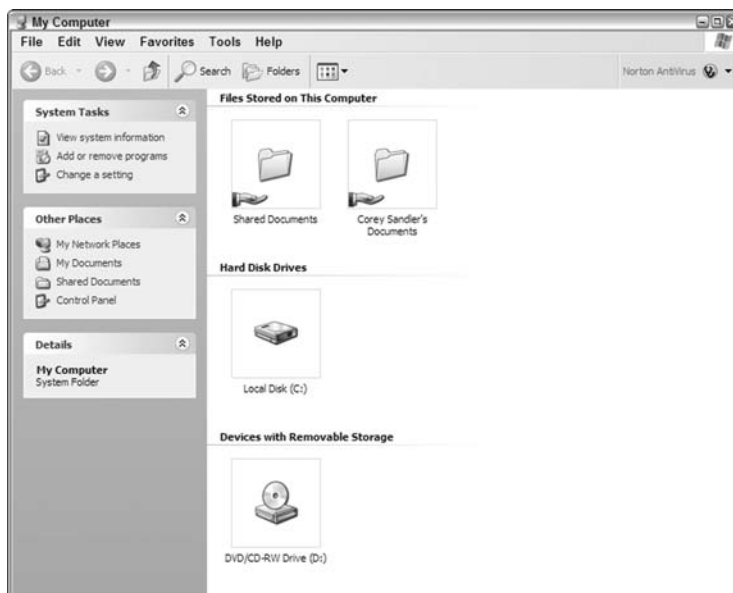 My Computer
File Edit View Favorites Tools Help
Back Search Folders Norton AntiVirus
System Tasks
View system information
Add or remove programs
Change a setting
Other Places
My Network Places
My Documents
Shared Documents
Control Panel
Details
My Computer
System Folder
Files Stored on This Computer
Shared Documents
Corey Sandler's
Documents
Hard Disk Drives
Local Disk (C:)
Devices with Removable Storage
DVD/CD-RW Drive (D:)